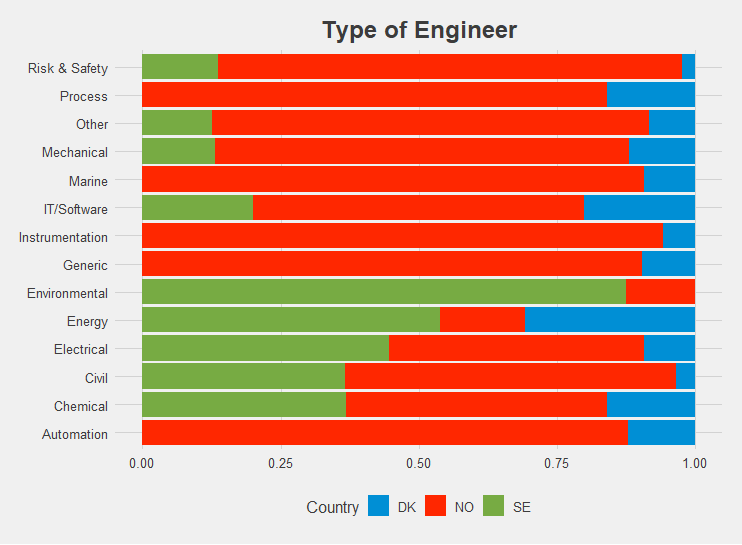 Type of Engineer
Risk & Safety
Process
Other
Mechanical
Marine
IT/Software
Instrumentation
Generic
Environmental
Energy
Electrical
Civil
Chemical
Automation
0.00 0.25 0.50 0.75 1.00
Country DK NO SE